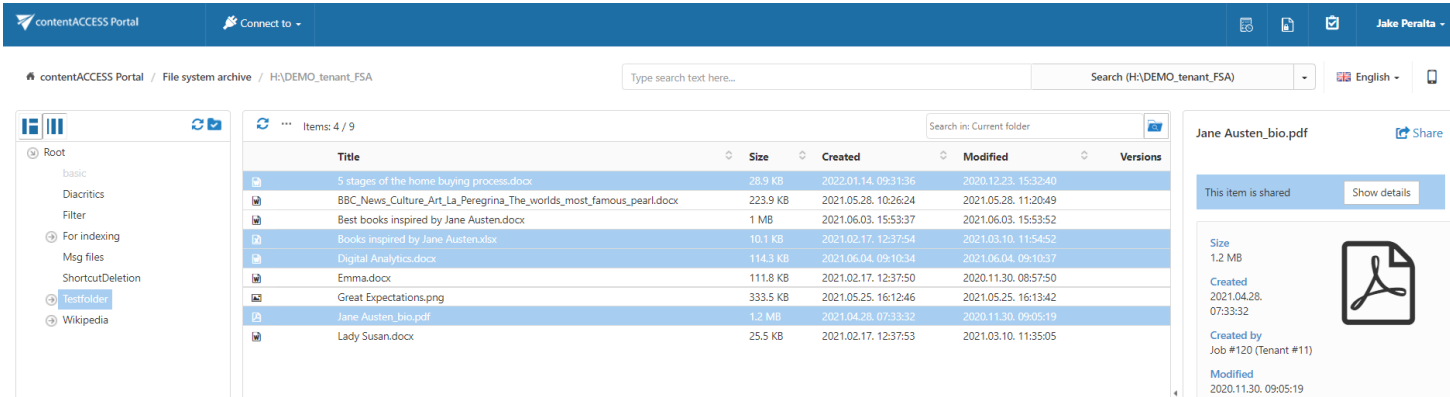 contentACCESS Portal Connect to Jake Peralta
contentACCESS Portal / File system archive / H:\DEMO_tenant_FSA Type search text here... Search (H:\DEMO_tenant_FSA) English
Items: 4 / 9 Search in: Current folder
Root
basic
Diacritics
Filter
For indexing
Msg files
ShortcutDeletion
Testfolder
Wikipedia
Title Size Created Modified Versions
5 stages of the home buying process.docx 28.9 KB 2022.01.14. 09:31:36 2020.12.23. 15:32:40
BBC_News_Culture_Art_La_Peregrina_The_worlds_most_famous_pearl.docx 223.9 KB 2021.05.28. 10:26:24 2021.05.28. 11:20:49
Best books inspired by Jane Austen.docx 1 MB 2021.06.03. 15:53:37 2021.06.03. 15:53:52
Books inspired by Jane Austen.xlsx 10.1 KB 2021.02.17. 12:37:54 2021.03.10. 11:54:52
Digital Analytics.docx 114.3 KB 2021.06.04. 09:10:34 2021.06.04. 09:10:37
Emma.docx 111.8 KB 2021.02.17. 12:37:50 2020.11.30. 08:57:50
Great Expectations.png 333.5 KB 2021.05.25. 16:12:46 2021.05.25. 16:13:42
Jane Austen_bio.pdf 1.2 MB 2021.04.28. 07:33:32 2020.11.30. 09:05:19
Lady Susan.docx 25.5 KB 2021.02.17. 12:37:53 2021.03.10. 11:35:05
Jane Austen_bio.pdf Share
This item is shared Show details
Size
1.2 MB
Created
2021.04.28.
07:33:32
Created by
Job #120 (Tenant #11)
Modified
2020.11.30. 09:05:19